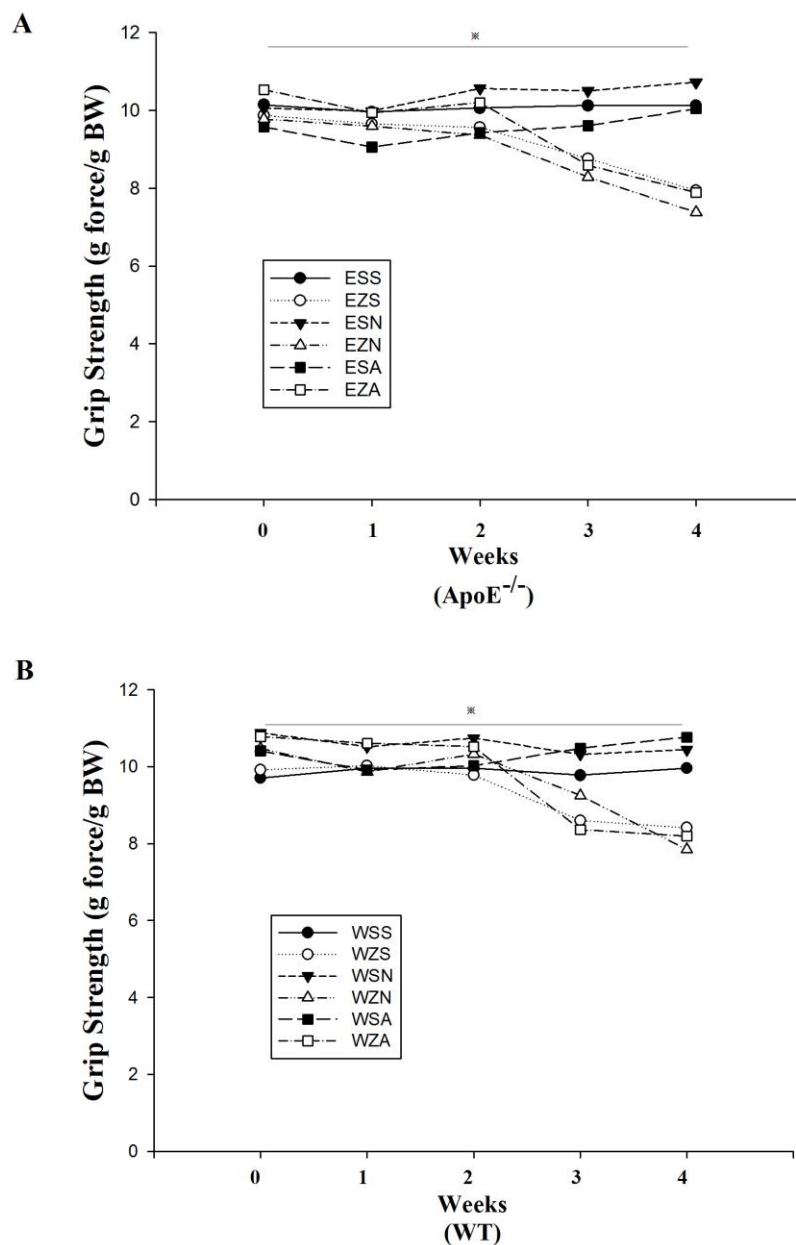 A
※
12
10
8
6
4
2
0
Grip Strength (g force/g BW)
ESS
EZS
ESN
EZN
ESA
EZA
0 1 2 3 4
Weeks
(ApoE-/-)
B
※
12
10
8
6
4
2
0
Grip Strength (g force/g BW)
WSS
WZS
WSN
WZN
WSA
WZA
0 1 2 3 4
Weeks
(WT)